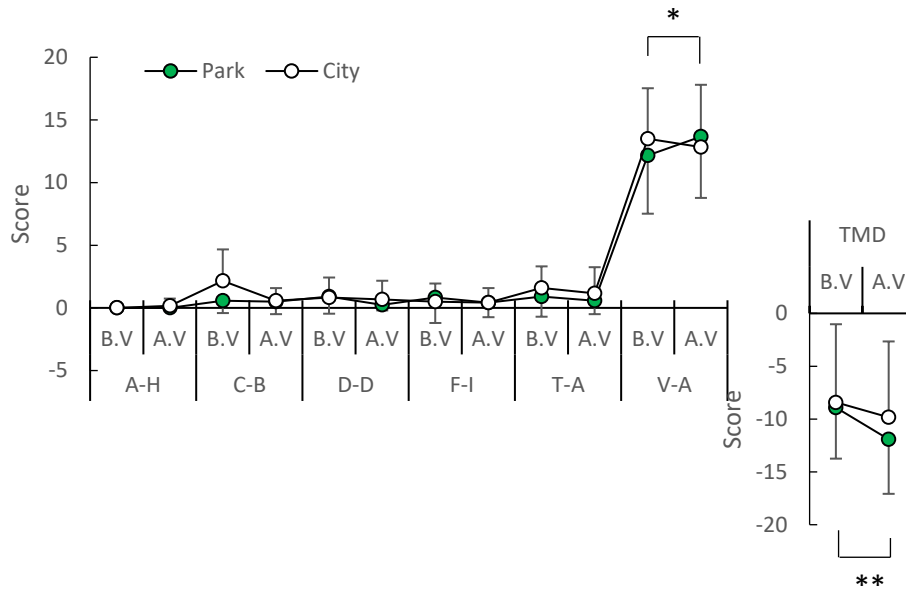 *
20
Park City
15
10
5
0
-5
Score
B.V A.V B.V A.V B.V A.V B.V A.V B.V A.V B.V A.V
A-H C-B D-D F-I T-A V-A
TMD
B.V A.V
0
-5
-10
-15
-20
Score
**